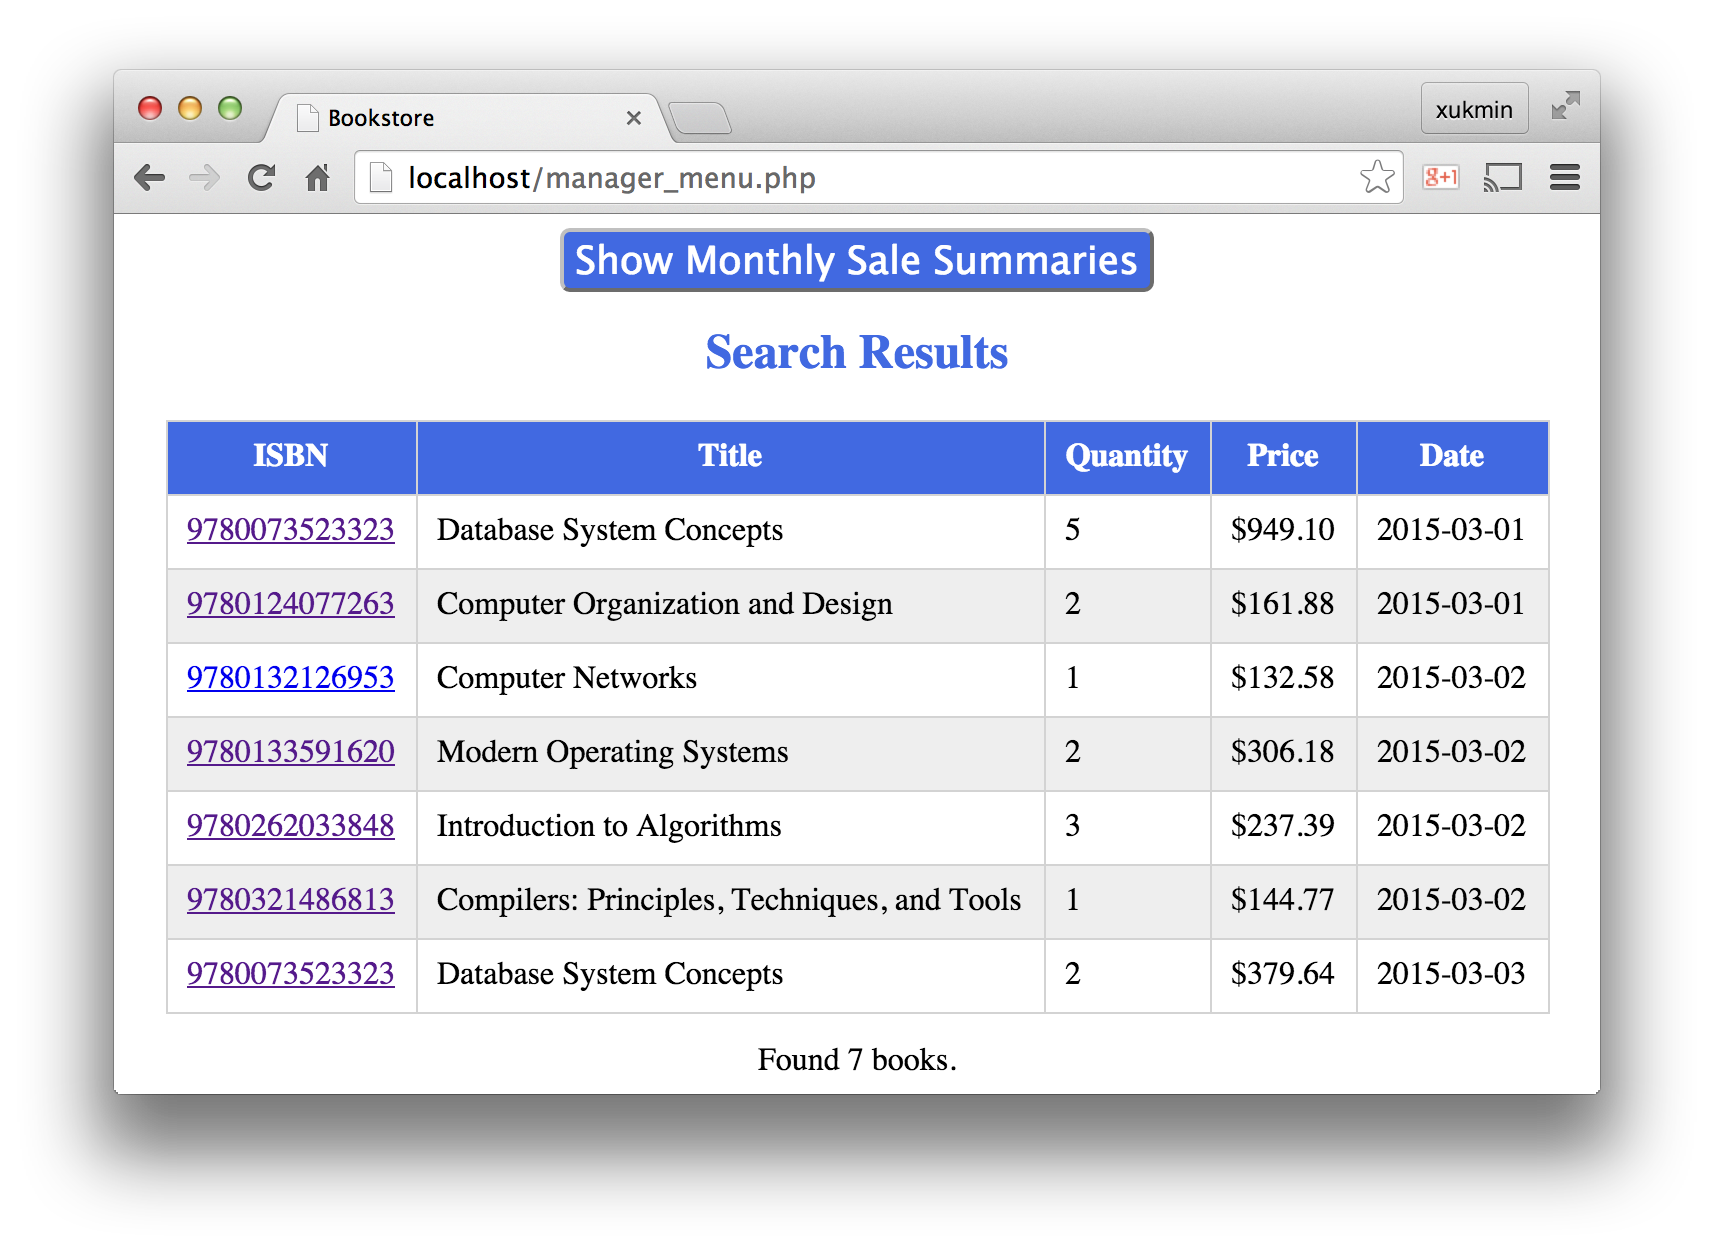 Bookstore
xukmin
localhost/manager_menu.php
g+1
Show Monthly Sale Summaries
Search Results
ISBN Title Quantity Price Date
9780073523323 Database System Concepts 5 $949.10 2015-03-01
9780124077263 Computer Organization and Design 2 $161.88 2015-03-01
9780132126953 Computer Networks 1 $132.58 2015-03-02
9780133591620 Modern Operating Systems 2 $306.18 2015-03-02
9780262033848 Introduction to Algorithms 3 $237.39 2015-03-02
9780321486813 Compilers: Principles, Techniques, and Tools 1 $144.77 2015-03-02
9780073523323 Database System Concepts 2 $379.64 2015-03-03
Found 7 books.